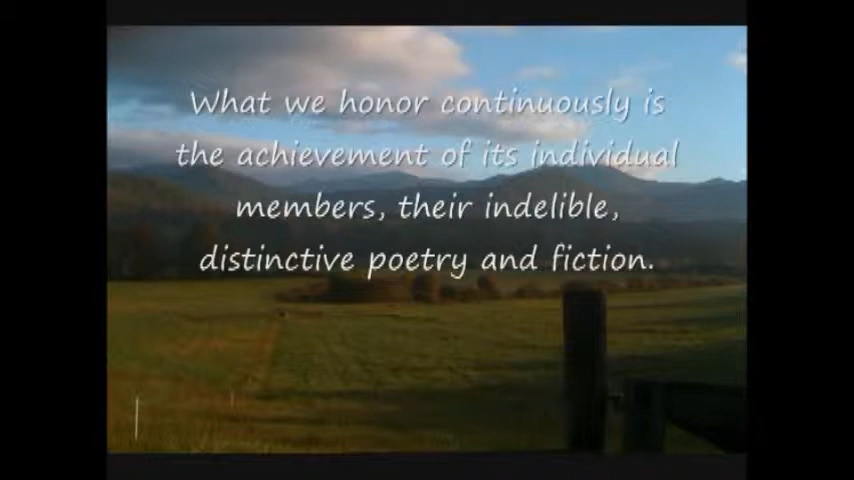 What we honor continuously is
the achievement of its individual
members, their indelible,
distinctive poetry and fiction.